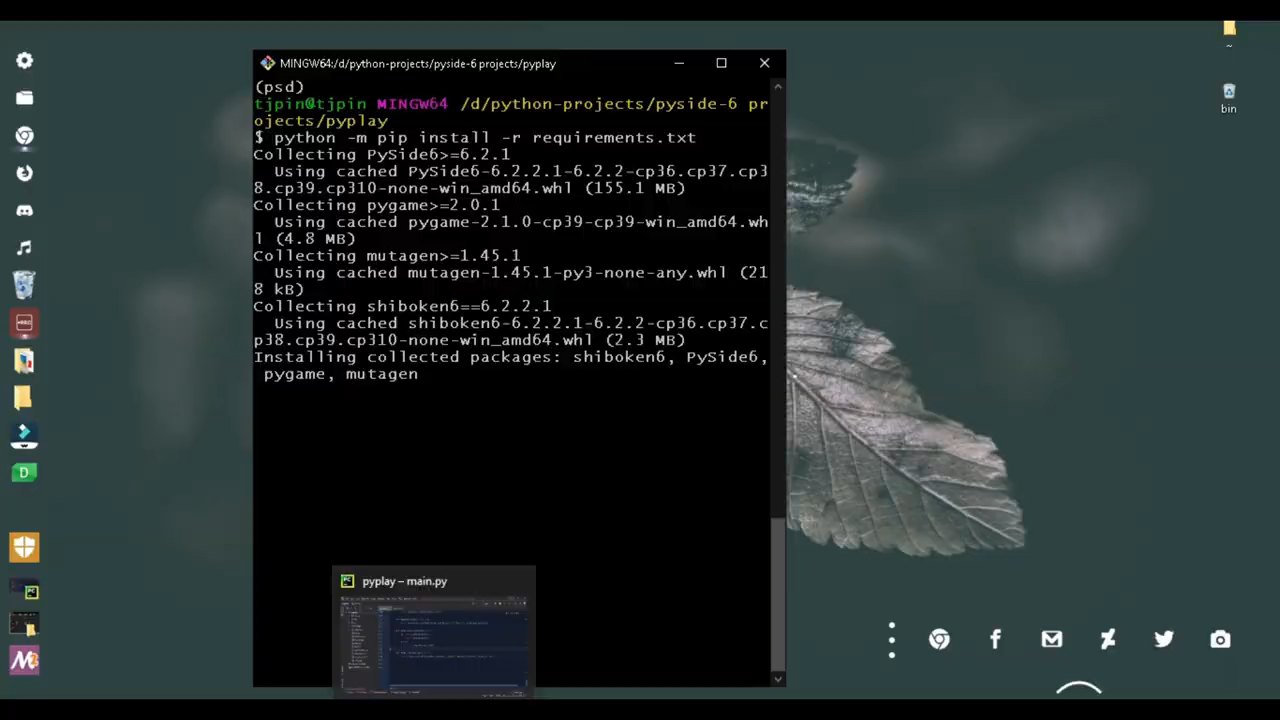 MINGW64:/d/python-projects/pyside-6 projects/pyplay
(psd)
tjpin@tjpin MINGW64 /d/python-projects/pyside-6 pr
ojects/pyplay
$ python -m pip install -r requirements.txt
Collecting PySide6>=6.2.1
  Using cached PySide6-6.2.2.1-6.2.2-cp36.cp37.cp3
8.cp39.cp310-none-win_amd64.whl (155.1 MB)
Collecting pygame>=2.0.1
  Using cached pygame-2.1.0-cp39-cp39-win_amd64.wh
l (4.8 MB)
Collecting mutagen>=1.45.1
  Using cached mutagen-1.45.1-py3-none-any.whl (21
8 kB)
Collecting shiboken6==6.2.2.1
  Using cached shiboken6-6.2.2.1-6.2.2-cp36.cp37.c
p38.cp39.cp310-none-win_amd64.whl (2.3 MB)
Installing collected packages: shiboken6, PySide6,
 pygame, mutagen
pyplay – main.py
~
bin